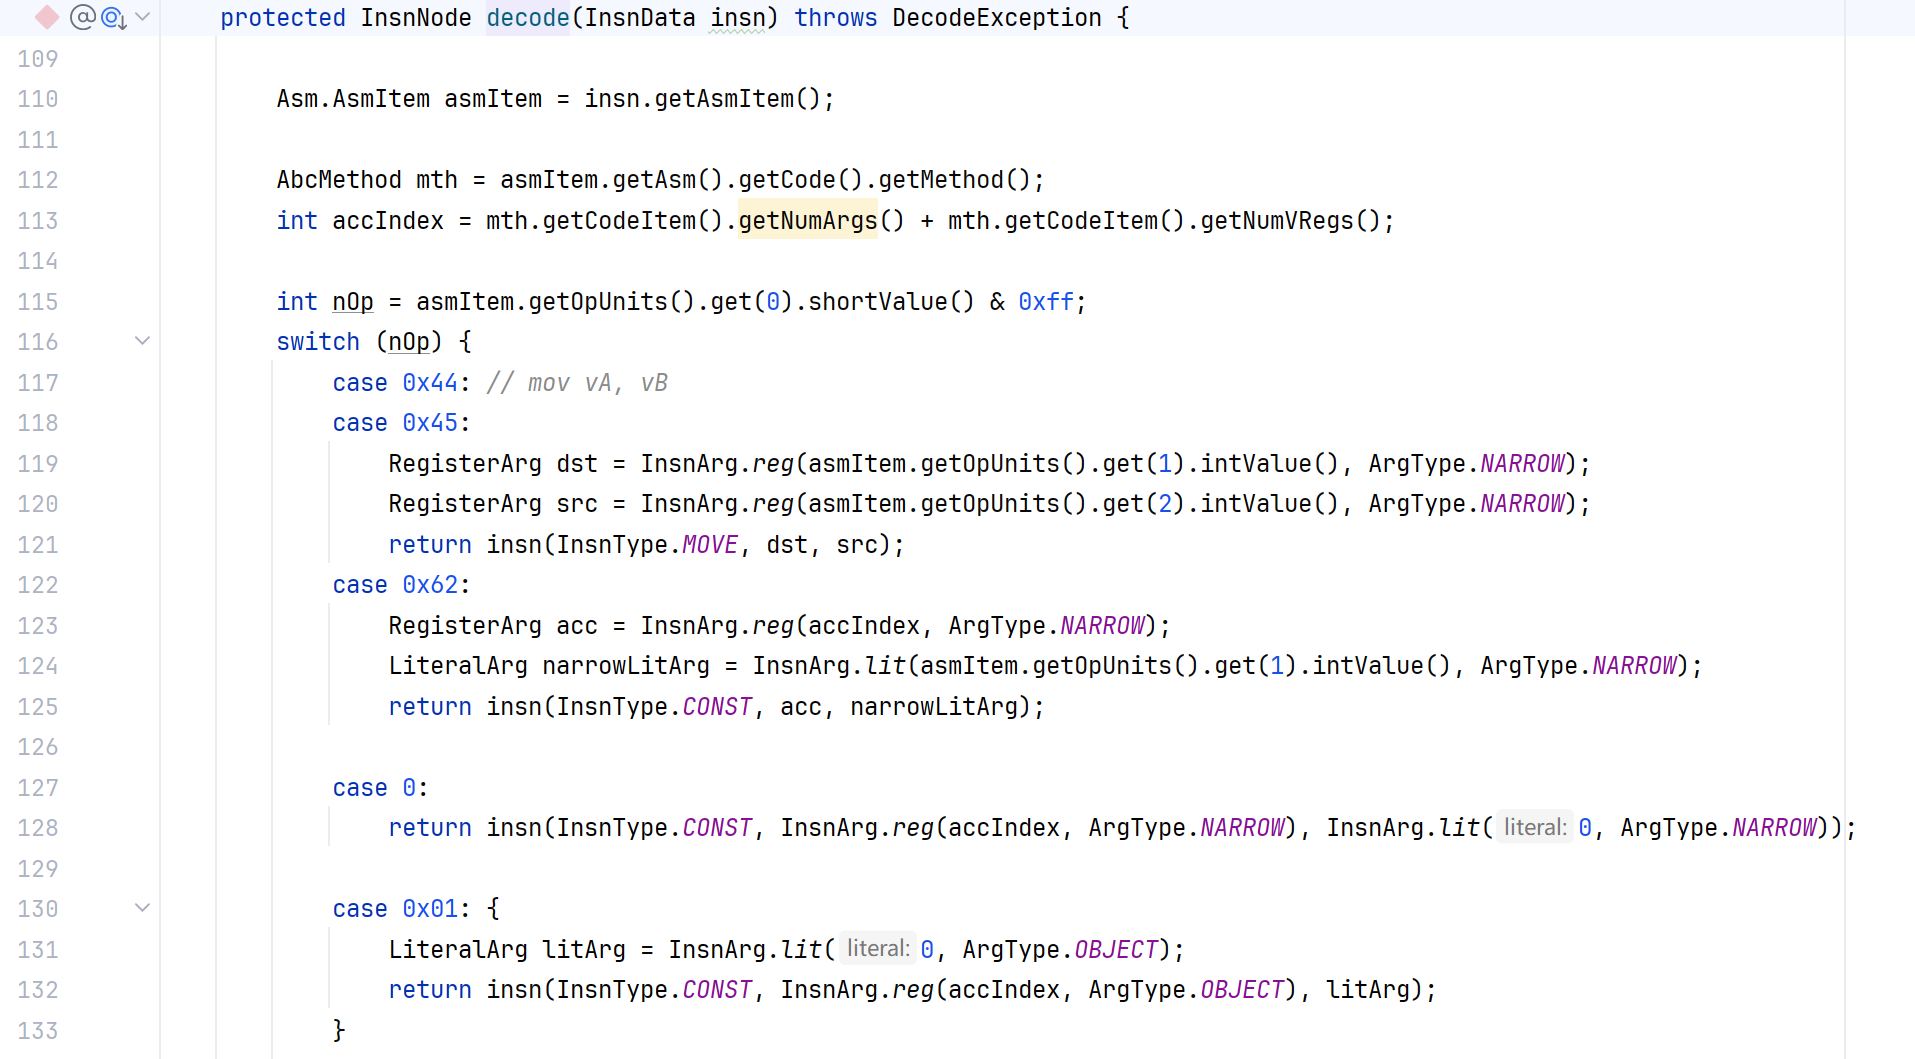 protected InsnNode decode(InsnData insn) throws DecodeException {
109
110 Asm.AsmItem asmItem = insn.getAsmItem();
111
112 AbcMethod mth = asmItem.getAsm().getCode().getMethod();
113 int accIndex = mth.getCodeItem().getNumArgs() + mth.getCodeItem().getNumVRegs();
114
115 int nOp = asmItem.getOpUnits().get(0).shortValue() & 0xff;
116 switch (nOp) {
117 case 0x44: // mov vA, vB
118 case 0x45:
119 RegisterArg dst = InsnArg.reg(asmItem.getOpUnits().get(1).intValue(), ArgType.NARROW);
120 RegisterArg src = InsnArg.reg(asmItem.getOpUnits().get(2).intValue(), ArgType.NARROW);
121 return insn(InsnType.MOVE, dst, src);
122 case 0x62:
123 RegisterArg acc = InsnArg.reg(accIndex, ArgType.NARROW);
124 LiteralArg narrowLitArg = InsnArg.lit(asmItem.getOpUnits().get(1).intValue(), ArgType.NARROW);
125 return insn(InsnType.CONST, acc, narrowLitArg);
126
127 case 0:
128 return insn(InsnType.CONST, InsnArg.reg(accIndex, ArgType.NARROW), InsnArg.lit( literal: 0, ArgType.NARROW));
129
130 case 0x01: {
131 LiteralArg litArg = InsnArg.lit( literal: 0, ArgType.OBJECT);
132 return insn(InsnType.CONST, InsnArg.reg(accIndex, ArgType.OBJECT), litArg);
133 }